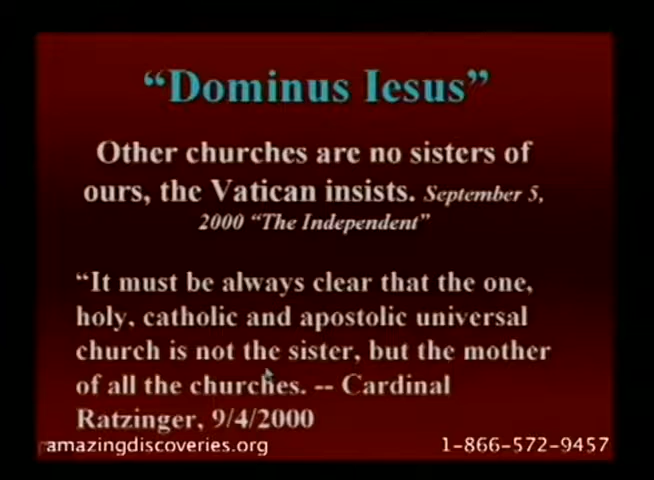 “Dominus Iesus”
Other churches are no sisters of
ours, the Vatican insists. September 5,
2000 “The Independent”
“It must be always clear that the one,
holy, catholic and apostolic universal
church is not the sister, but the mother
of all the churches. -- Cardinal
Ratzinger, 9/4/2000
amazingdiscoveries.org 1-866-572-9457